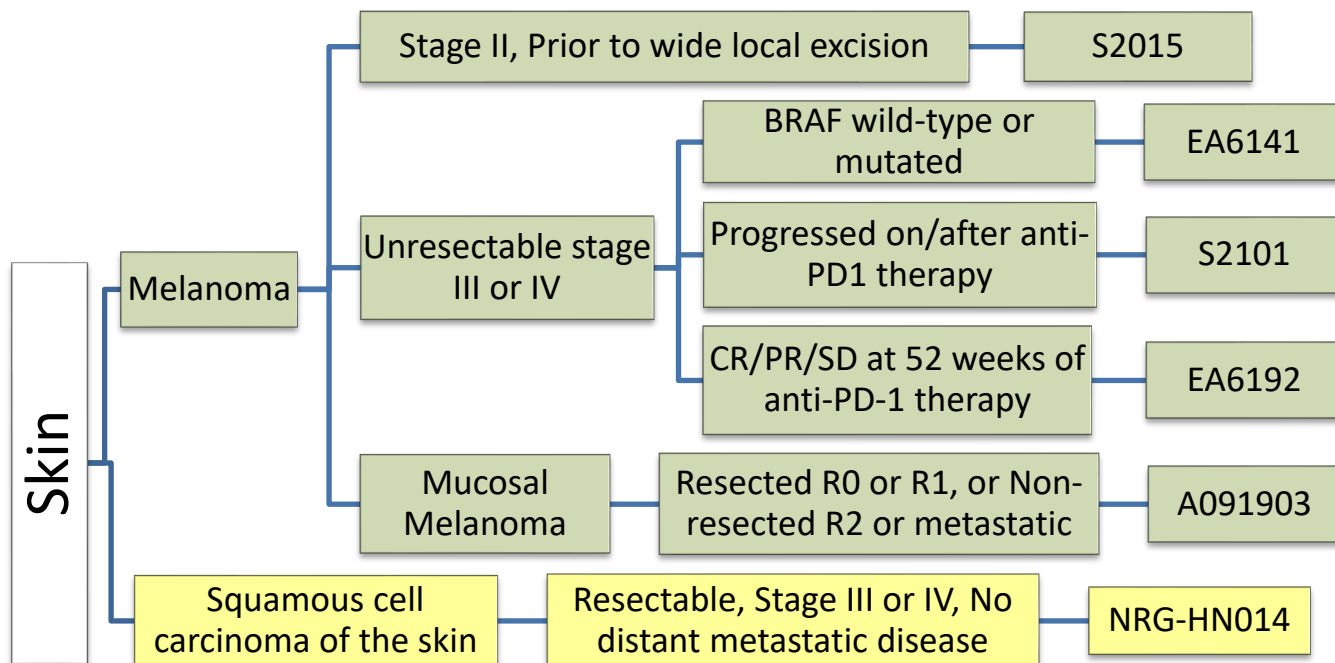 Skin
Melanoma
Stage II, Prior to wide local excision
S2015
Unresectable stage
III or IV
BRAF wild-type or
mutated
EA6141
Progressed on/after anti-
PD1 therapy
S2101
CR/PR/SD at 52 weeks of
anti-PD-1 therapy
EA6192
Mucosal
Melanoma
Resected R0 or R1, or Non-
resected R2 or metastatic
A091903
Squamous cell
carcinoma of the skin
Resectable, Stage III or IV, No
distant metastatic disease
NRG-HN014